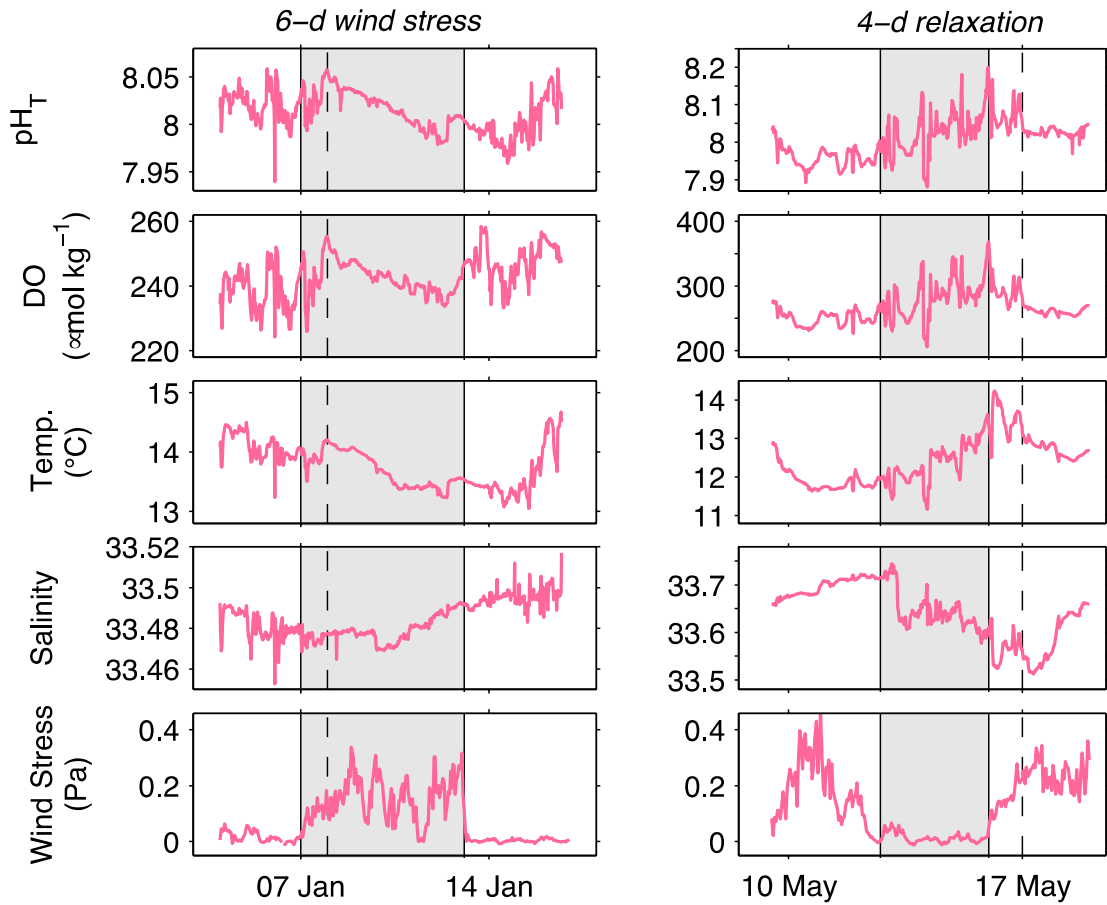 6−d wind stress
4−d relaxation
pH_T
8.05
8
7.95
8.2
8.1
8
7.9
DO
(∝mol kg⁻¹)
260
240
220
400
300
200
Temp.
(°C)
15
14
13
14
13
12
11
Salinity
33.52
33.5
33.48
33.46
33.7
33.6
33.5
Wind Stress
(Pa)
0.4
0.2
0
0.4
0.2
0
07 Jan
14 Jan
10 May
17 May